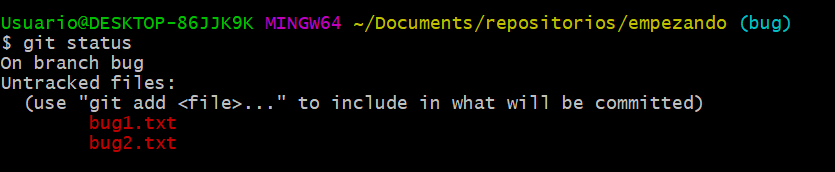 Usuario@DESKTOP-86JJK9K MINGW64 ~/Documents/repositorios/empezando (bug)
$ git status
On branch bug
Untracked files:
  (use "git add <file>..." to include in what will be committed)
        bug1.txt
        bug2.txt